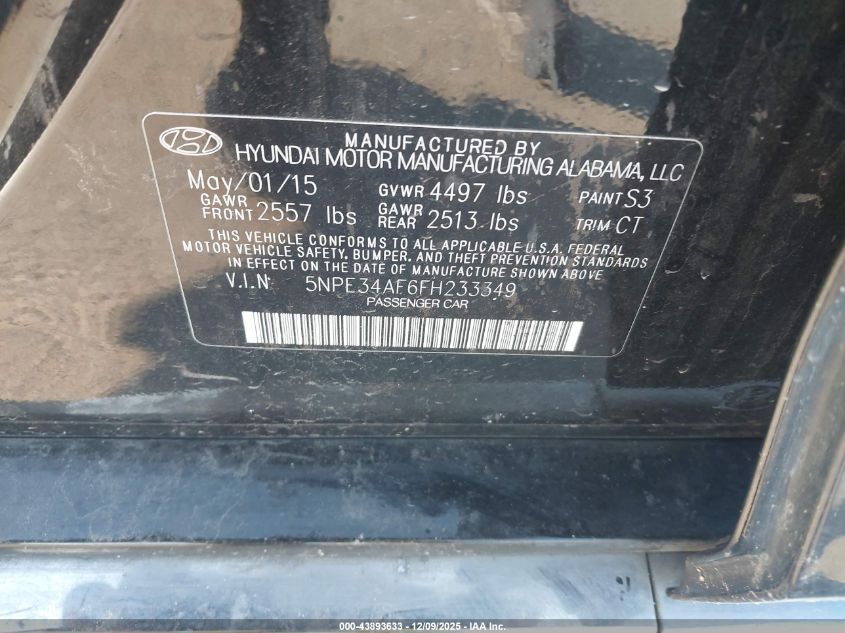 MANUFACTURED BY
HYUNDAI MOTOR MANUFACTURING ALABAMA, LLC
May/01/15 GVWR 4497 lbs PAINT S3
GAWR FRONT 2557 lbs GAWR REAR 2513 lbs TRIM CT
THIS VEHICLE CONFORMS TO ALL APPLICABLE U.S.A. FEDERAL
MOTOR VEHICLE SAFETY, BUMPER, AND THEFT PREVENTION STANDARDS
IN EFFECT ON THE DATE OF MANUFACTURE SHOWN ABOVE
V.I.N 5NPE34AF6FH233349
PASSENGER CAR
000-43893633 - 12/09/2025 - IAA Inc.